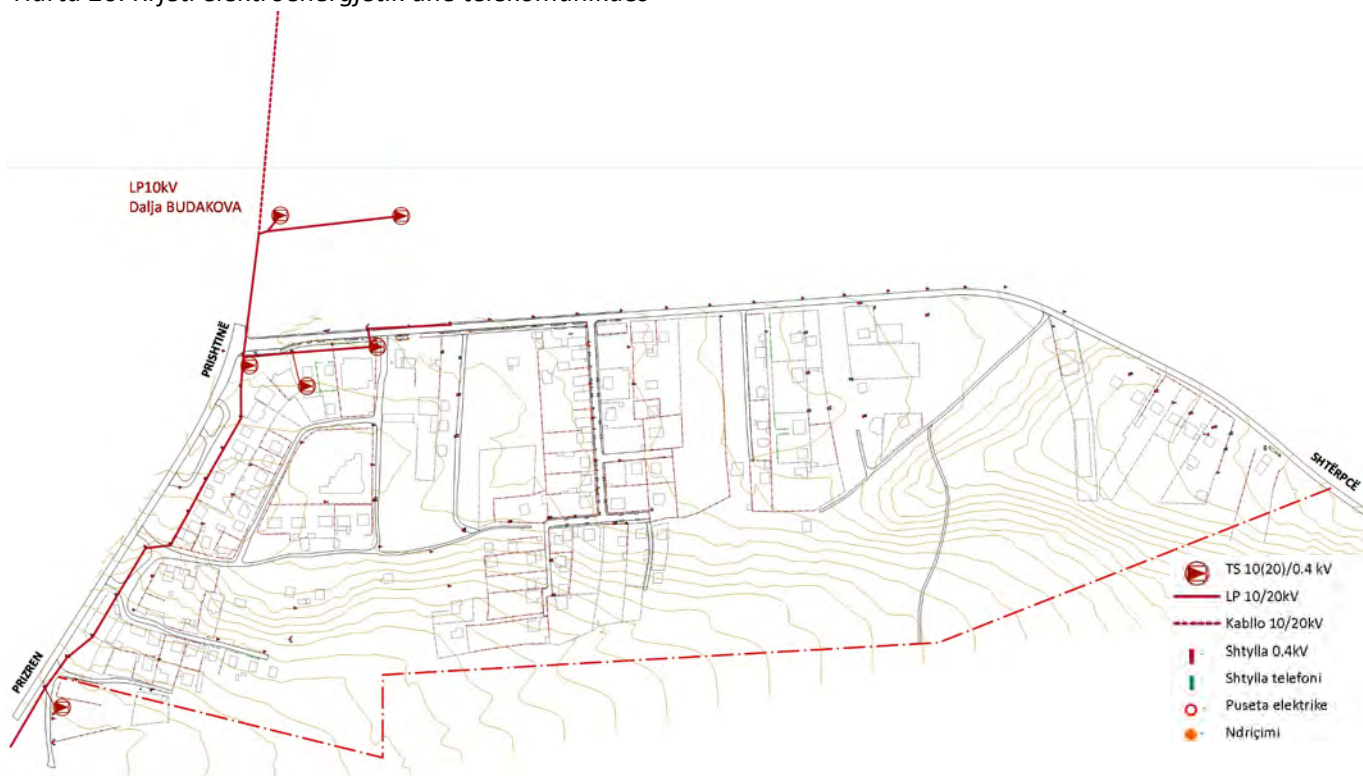 LP10kV
Dalja BUDAKOVA
PRISHTINË
SHTËRPCË
PRIZREN
TS 10(20)/0.4 kV
LP 10/20kV
Kabllo 10/20kV
Shtylla 0.4kV
Shtylla telefoni
Puseta elektrike
Ndriçimi